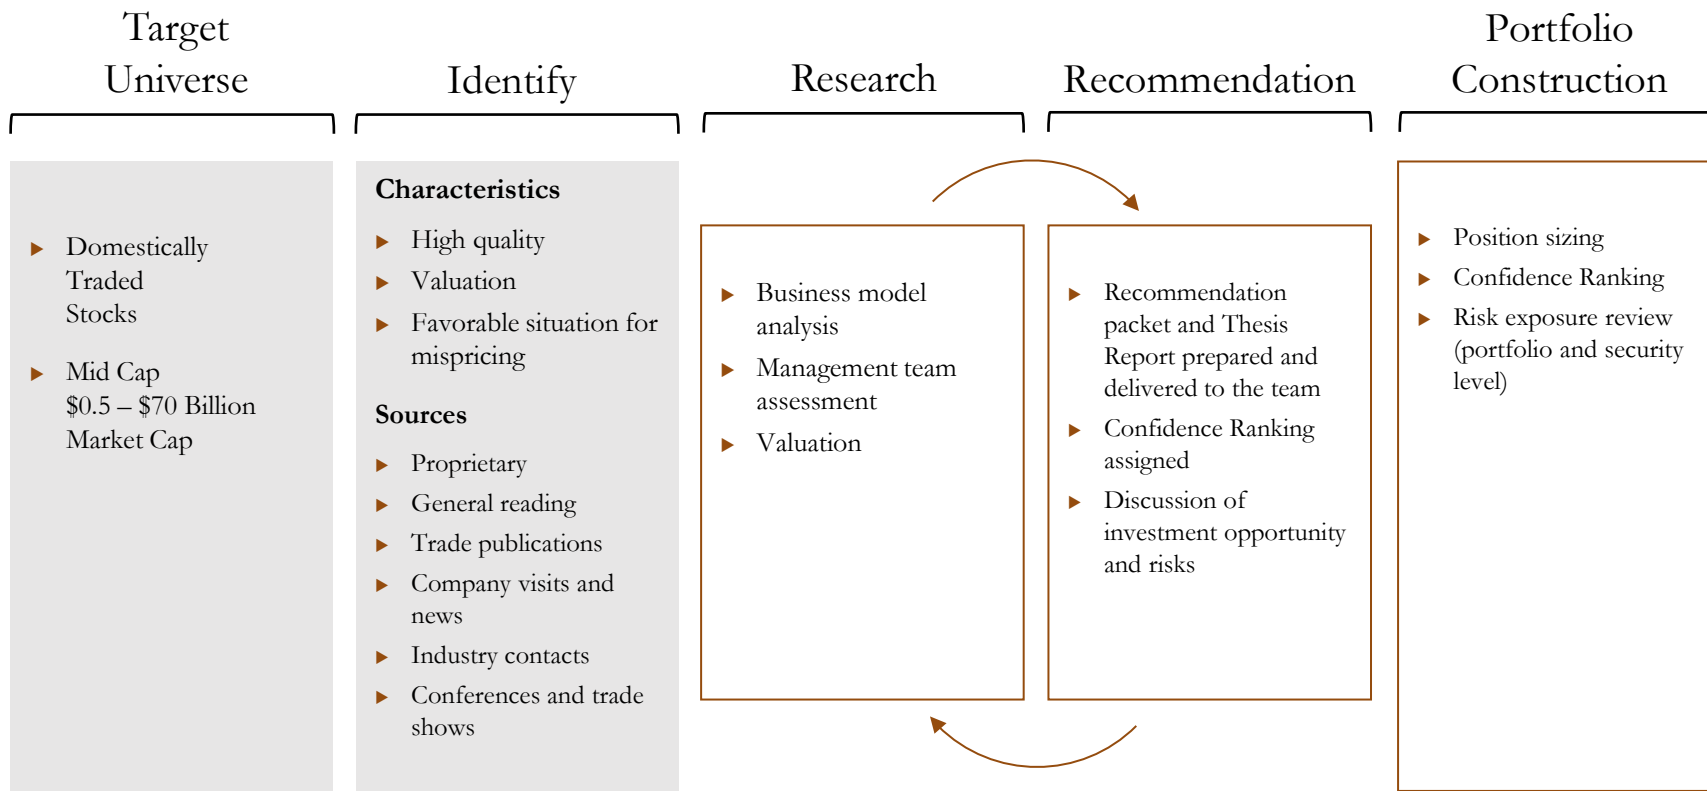 Target
Universe
Identify
Research
Recommendation
Portfolio
Construction
Domestically
Traded
Stocks
Mid Cap
$0.5 – $70 Billion
Market Cap
Characteristics
High quality
Valuation
Favorable situation for
mispricing
Sources
Proprietary
General reading
Trade publications
Company visits and
news
Industry contacts
Conferences and trade
shows
Business model
analysis
Management team
assessment
Valuation
Recommendation
packet and Thesis
Report prepared and
delivered to the team
Confidence Ranking
assigned
Discussion of
investment opportunity
and risks
Position sizing
Confidence Ranking
Risk exposure review
(portfolio and security
level)